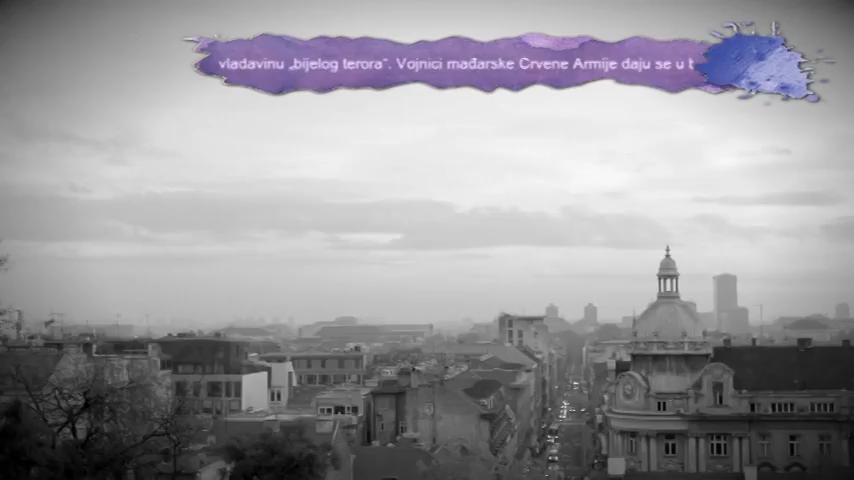 vladavinu „bijelog terora“. Vojnici mađarske Crvene Armije daju se u